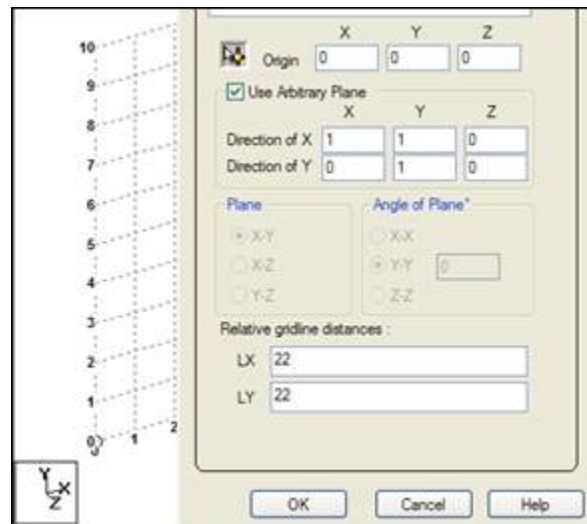 10
9
8
7
6
5
4
3
2
1
0
1
2
Y
X
Z
X Y Z
Origin 0 0 0
Use Arbitrary Plane
X Y Z
Direction of X 1 1 0
Direction of Y 0 1 0
Plane
X-Y
X-Z
Y-Z
Angle of Plane*
X-X
Y-Y 0
Z-Z
Relative gridline distances :
LX 22
LY 22
OK Cancel Help